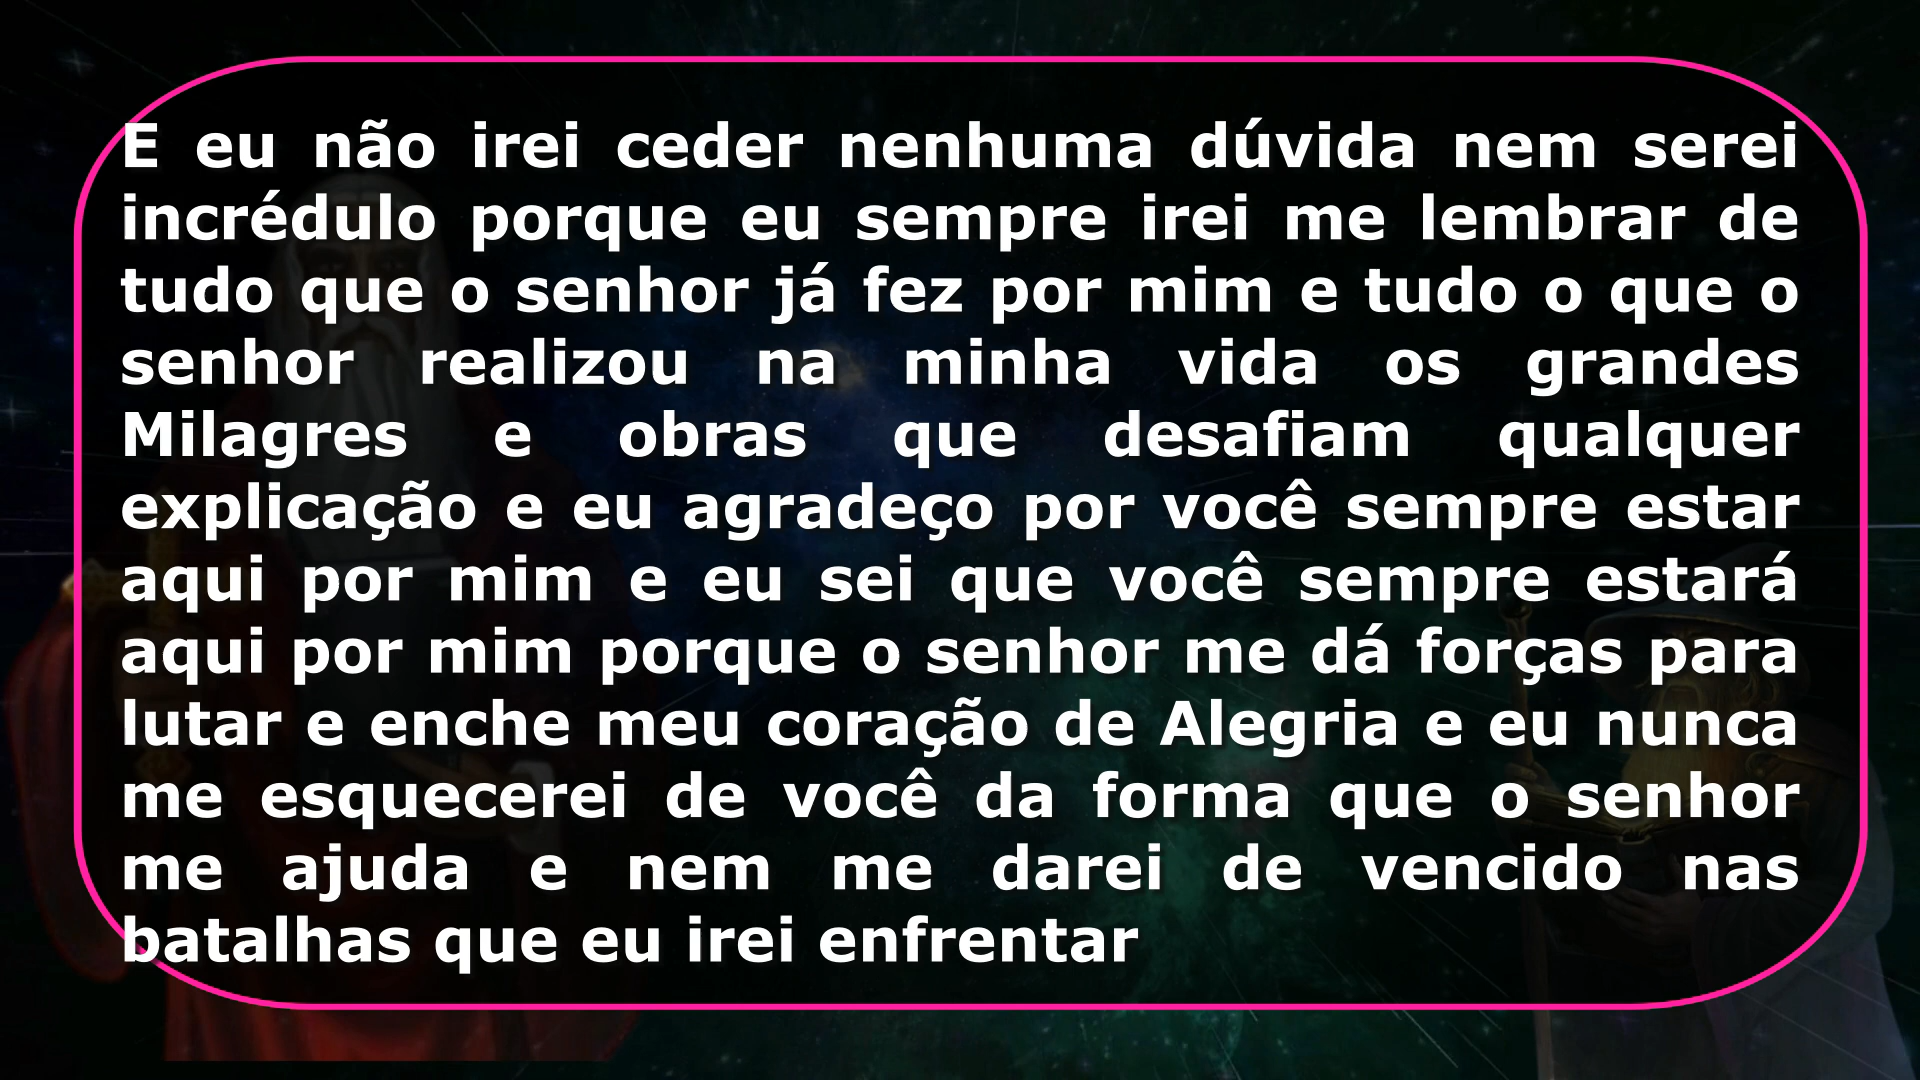 E eu não irei ceder nenhuma dúvida nem serei
incrédulo porque eu sempre irei me lembrar de
tudo que o senhor já fez por mim e tudo o que o
senhor realizou na minha vida os grandes
Milagres e obras que desafiam qualquer
explicação e eu agradeço por você sempre estar
aqui por mim e eu sei que você sempre estará
aqui por mim porque o senhor me dá forças para
lutar e enche meu coração de Alegria e eu nunca
me esquecerei de você da forma que o senhor
me ajuda e nem me darei de vencido nas
batalhas que eu irei enfrentar